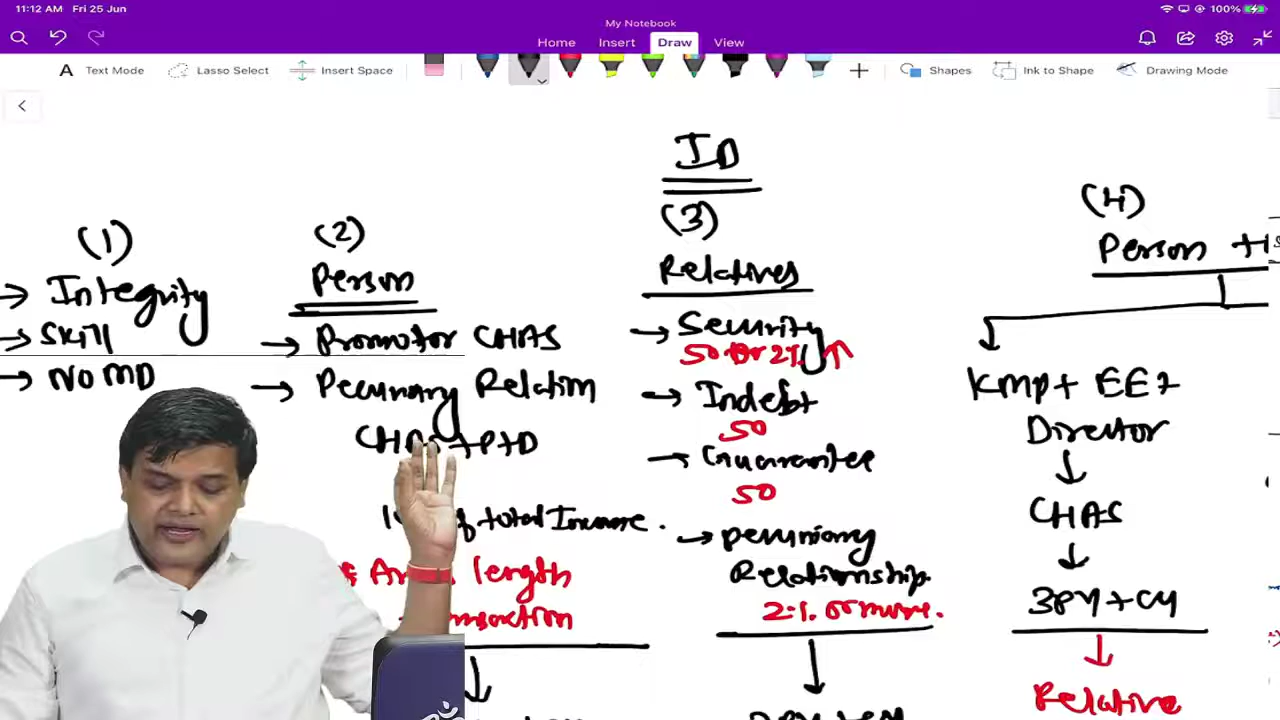 11:12 AM Fri 25 Jun
100%
My Notebook
Home Insert Draw View
Text Mode Lasso Select Insert Space Shapes Ink to Shape Drawing Mode
ID
(1)
Integrity
Skill
No MD
(2)
Person
Promotor CHAS
Pecunary Relation
CHAS+P+D
of total Income.
length
(3)
Relatives
Security
50 or 2%
Indebt
50
Guarantee
50
pecuniary
Relationship.
2%. or more.
(4)
Person +
KMP+ EE
Director
CHAS
3PY+CY
Relative